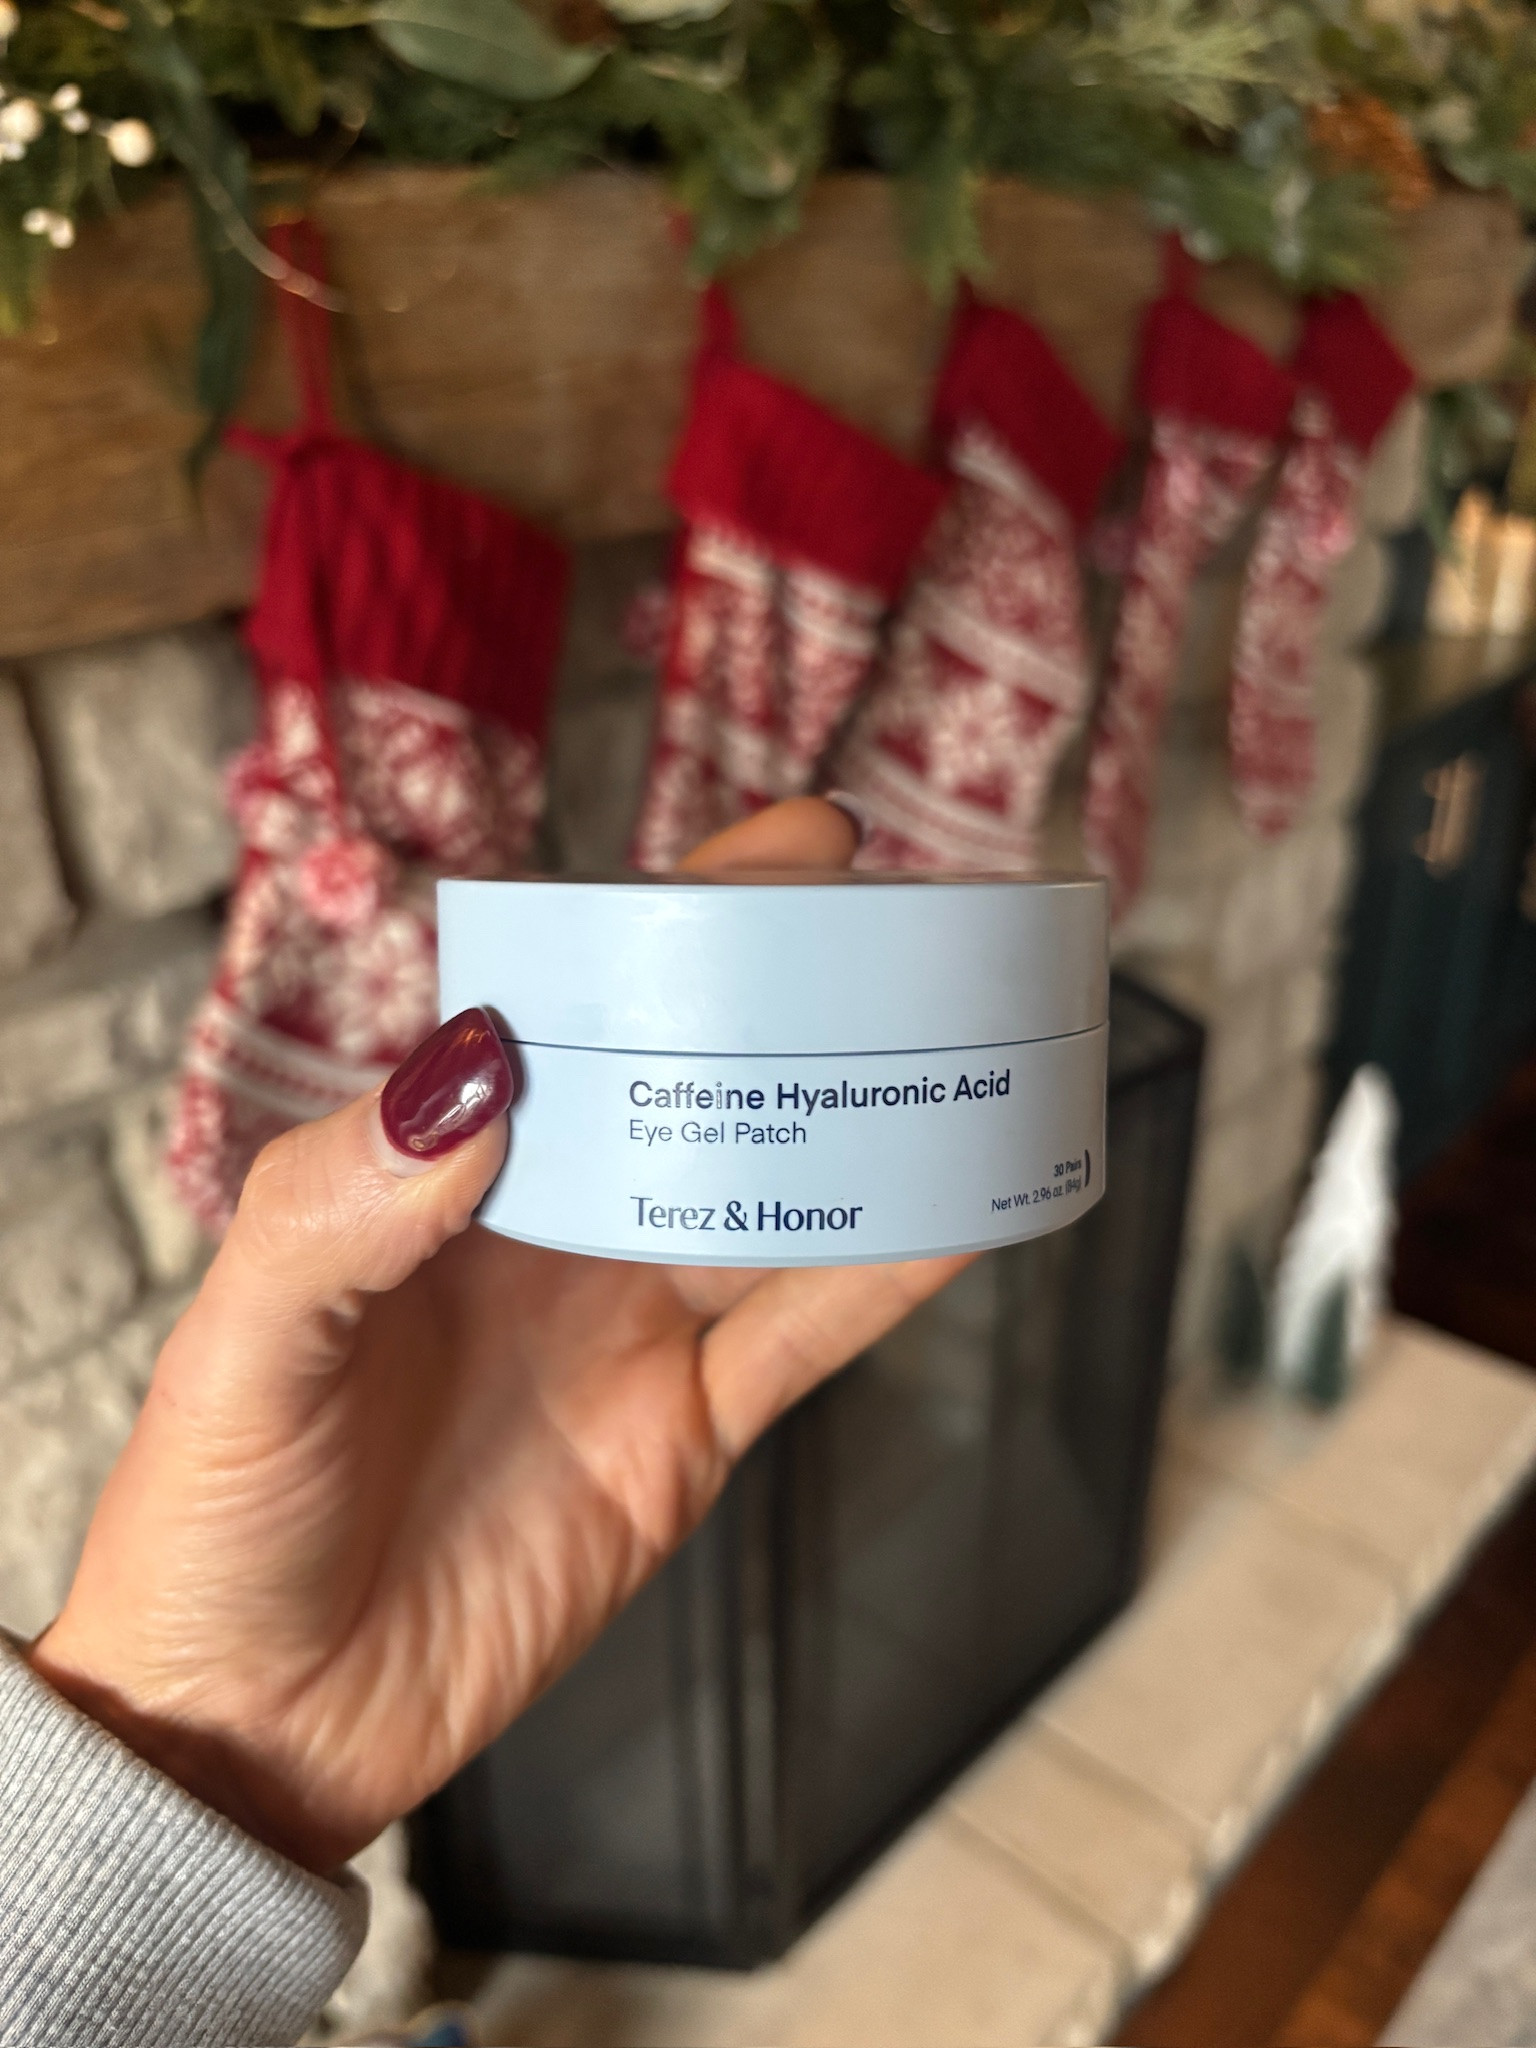 Caffeine Hyaluronic Acid
Eye Gel Patch
30 Pairs
Net Wt. 2.96 oz. (84g)
Terez & Honor